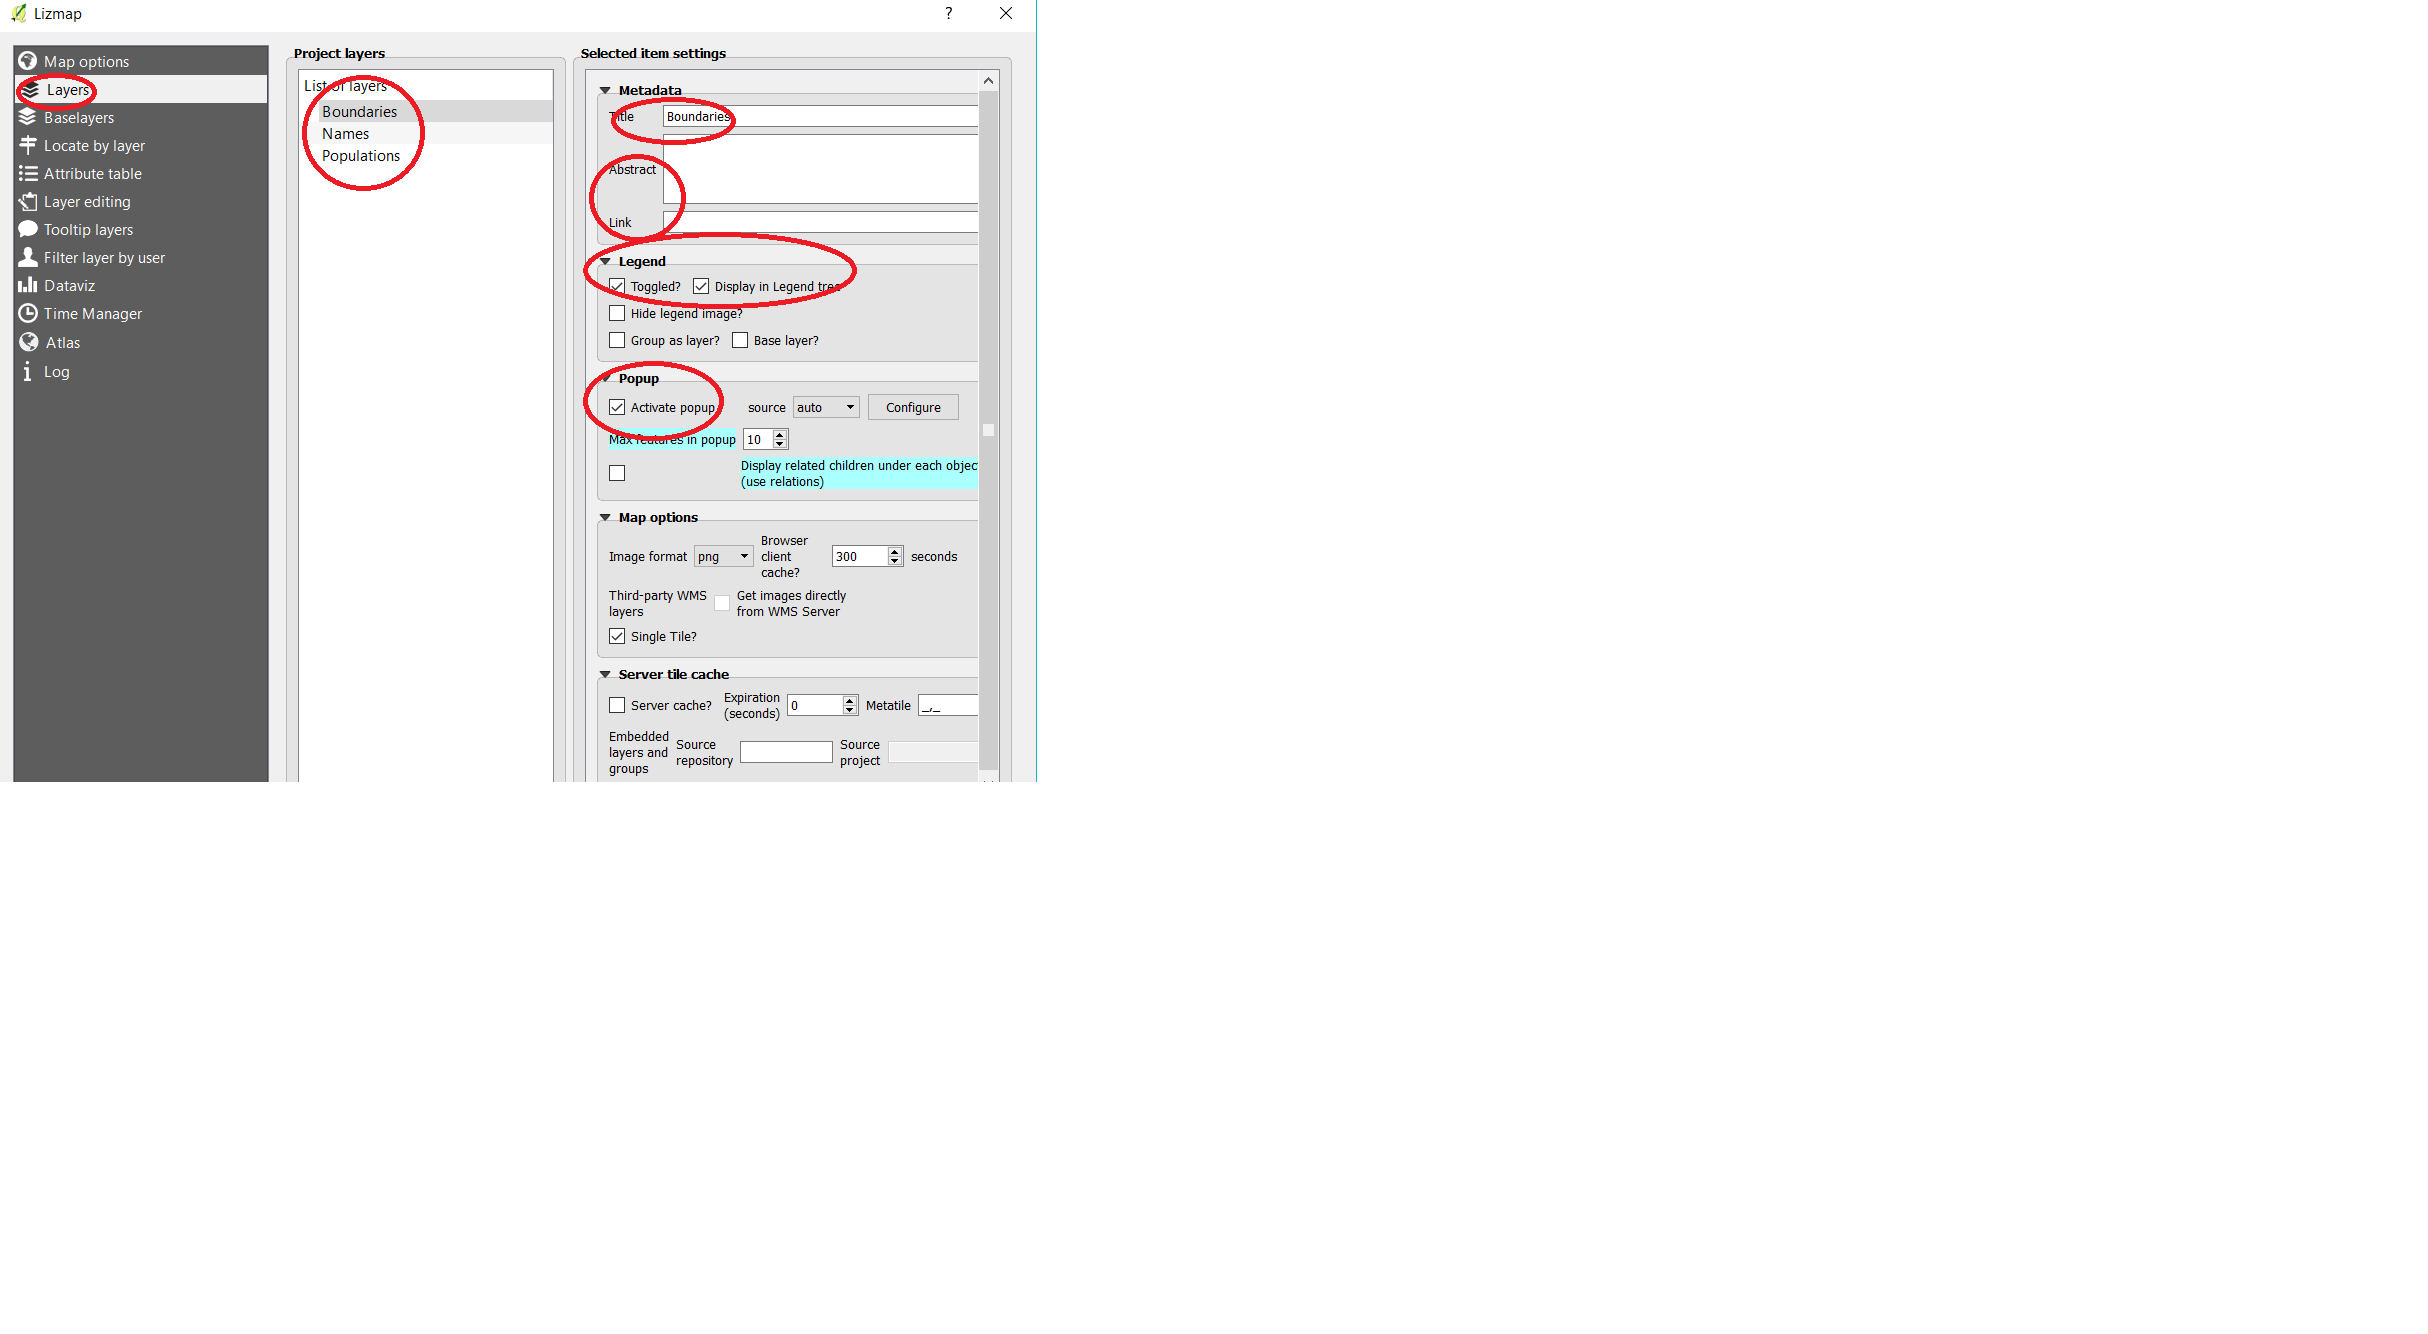 Lizmap
?
Map options
Layers
Baselayers
Locate by layer
Attribute table
Layer editing
Tooltip layers
Filter layer by user
Dataviz
Time Manager
Atlas
Log
Project layers
List of layers
Boundaries
Names
Populations
Selected item settings
Metadata
Title Boundaries
Abstract
Link
Legend
Toggled? Display in Legend tree
Hide legend image?
Group as layer? Base layer?
Popup
Activate popup source auto Configure
Max features in popup 10
Display related children under each objec
(use relations)
Map options
Image format png Browser client cache? 300 seconds
Third-party WMS layers Get images directly from WMS Server
Single Tile?
Server tile cache
Server cache? Expiration (seconds) 0 Metatile _,_
Embedded layers and groups Source repository Source project